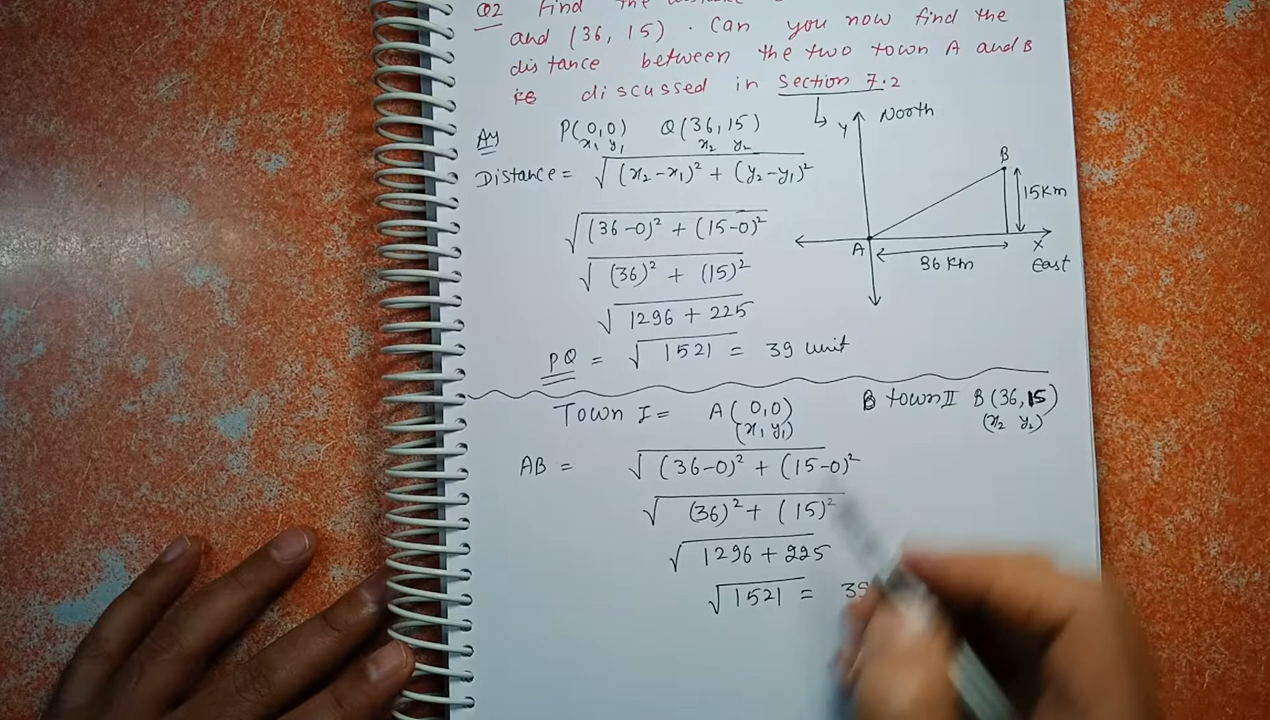 Q2 Find the
and (36, 15) . Can you now find the
distance between the two town A and B
is discussed in Section 7.2
Ans P(0,0) Q(36,15)
x₁ y₁ x₂ y₂
Distance = √(x₂-x₁)² + (y₂-y₁)²
√(36-0)² + (15-0)²
√(36)² + (15)²
√1296 + 225
PQ = √1521 = 39 unit
Y North
B
15 Km
A
36 Km
X
East
Town I = A(0,0)
(x₁ y₁)
B town II B(36,15)
(x₂ y₂)
AB = √(36-0)² + (15-0)²
√(36)² + (15)²
√1296 + 225
√1521 = 39